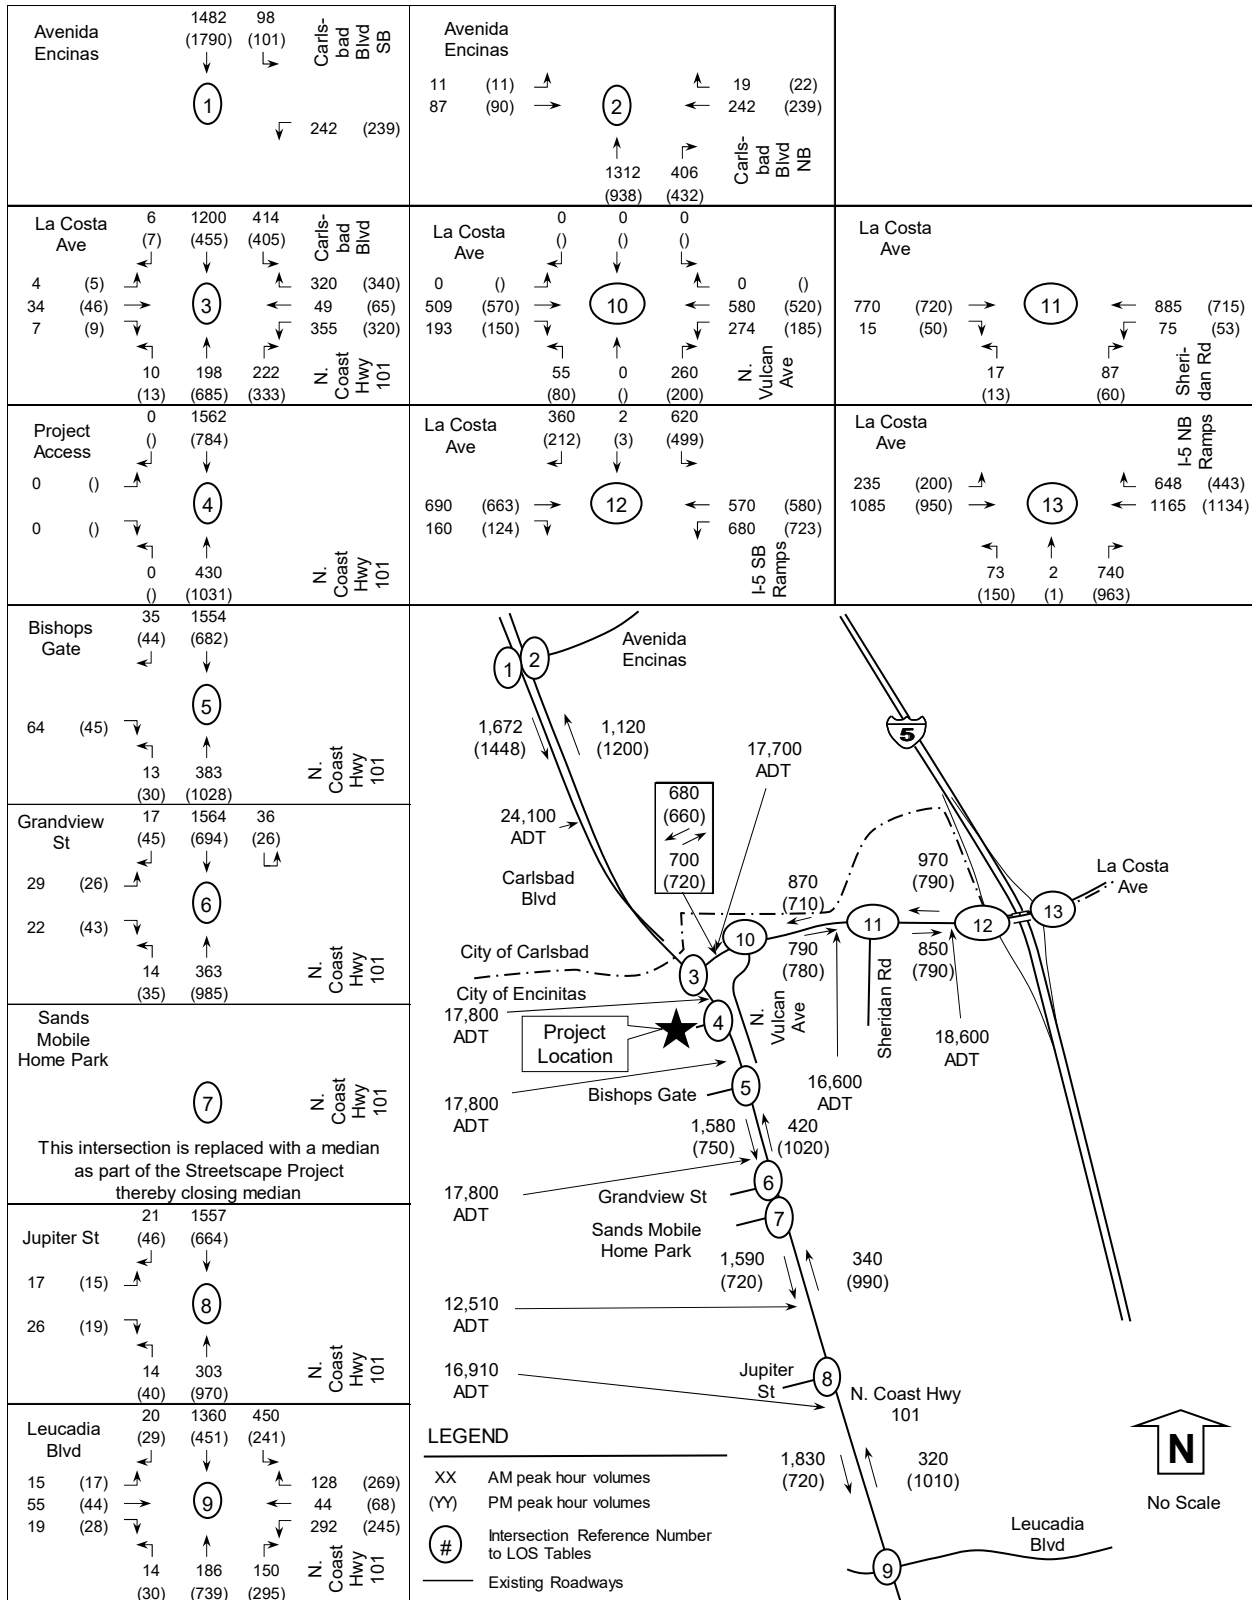 Avenida
Encinas
1482 98
(1790) (101)
Carls-
bad
Blvd
SB
1
242 (239)
Avenida
Encinas
11 (11)
87 (90)
2
19 (22)
242 (239)
1312 406
(938) (432)
Carls-
bad
Blvd
NB
La Costa
Ave
6 1200 414
(7) (455) (405)
Carls-
bad
Blvd
4 (5)
34 (46)
7 (9)
3
320 (340)
49 (65)
355 (320)
10 198 222
(13) (685) (333)
N.
Coast
Hwy
101
La Costa
Ave
0 0 0
() () ()
0 ()
509 (570)
193 (150)
10
0 ()
580 (520)
274 (185)
55 0 260
(80) () (200)
N.
Vulcan
Ave
La Costa
Ave
770 (720)
15 (50)
11
885 (715)
75 (53)
17 87
(13) (60)
Sheri-
dan Rd
Project
Access
0 1562
() (784)
0 ()
0 ()
4
0 430
() (1031)
N.
Coast
Hwy
101
La Costa
Ave
360 2 620
(212) (3) (499)
690 (663)
160 (124)
12
570 (580)
680 (723)
I-5 SB
Ramps
La Costa
Ave
I-5 NB
Ramps
235 (200)
1085 (950)
13
648 (443)
1165 (1134)
73 2 740
(150) (1) (963)
Bishops
Gate
35 1554
(44) (682)
5
64 (45)
13 383
(30) (1028)
N.
Coast
Hwy
101
Grandview
St
17 1564 36
(45) (694) (26)
29 (26)
22 (43)
6
14 363
(35) (985)
N.
Coast
Hwy
101
Sands
Mobile
Home Park
7
N.
Coast
Hwy
101
This intersection is replaced with a median
as part of the Streetscape Project
thereby closing median
Jupiter St
21 1557
(46) (664)
17 (15)
26 (19)
8
14 303
(40) (970)
N.
Coast
Hwy
101
Leucadia
Blvd
20 1360 450
(29) (451) (241)
15 (17)
55 (44)
19 (28)
9
128 (269)
44 (68)
292 (245)
14 186 150
(30) (739) (295)
N.
Coast
Hwy
101
Avenida
Encinas
1
2
5
1,672
(1448)
1,120
(1200)
17,700
ADT
680
(660)
700
(720)
24,100
ADT
Carlsbad
Blvd
870
(710)
970
(790)
La Costa
Ave
10
11
12
13
790
(780)
850
(790)
City of Carlsbad
3
City of Encinitas
17,800
ADT
Project
Location
4
N.
Vulcan
Ave
Sheridan Rd
18,600
ADT
16,600
ADT
Bishops Gate
5
17,800
ADT
1,580
(750)
420
(1020)
17,800
ADT
Grandview St
6
Sands Mobile
Home Park
7
1,590
(720)
340
(990)
12,510
ADT
16,910
ADT
Jupiter
St
8
N. Coast Hwy
101
1,830
(720)
320
(1010)
N
No Scale
Leucadia
Blvd
9
LEGEND
XX AM peak hour volumes
(YY) PM peak hour volumes
# Intersection Reference Number
to LOS Tables
Existing Roadways